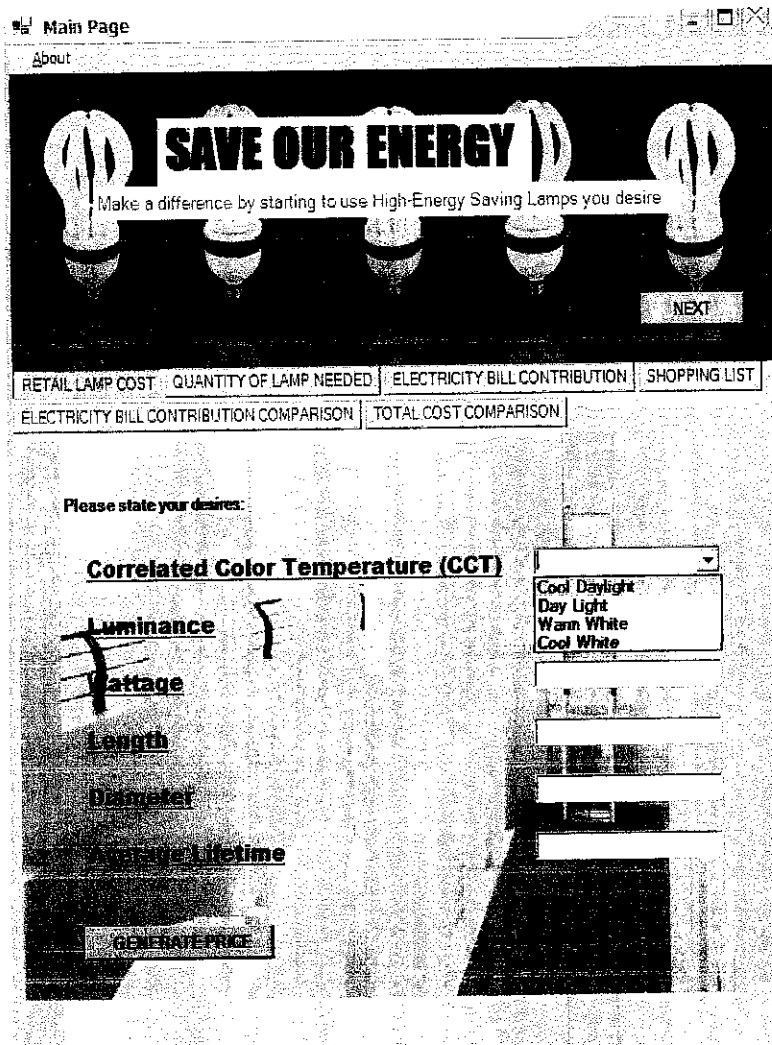 Main Page
About
SAVE OUR ENERGY
Make a difference by starting to use High-Energy Saving Lamps you desire
NEXT
RETAIL LAMP COST QUANTITY OF LAMP NEEDED ELECTRICITY BILL CONTRIBUTION SHOPPING LIST
ELECTRICITY BILL CONTRIBUTION COMPARISON TOTAL COST COMPARISON
Please state your desires:
Correlated Color Temperature (CCT)
Cool Daylight
Day Light
Warm White
Cool White
Luminance
Wattage
Length
Diameter
Average Lifetime
GENERATE PRICE